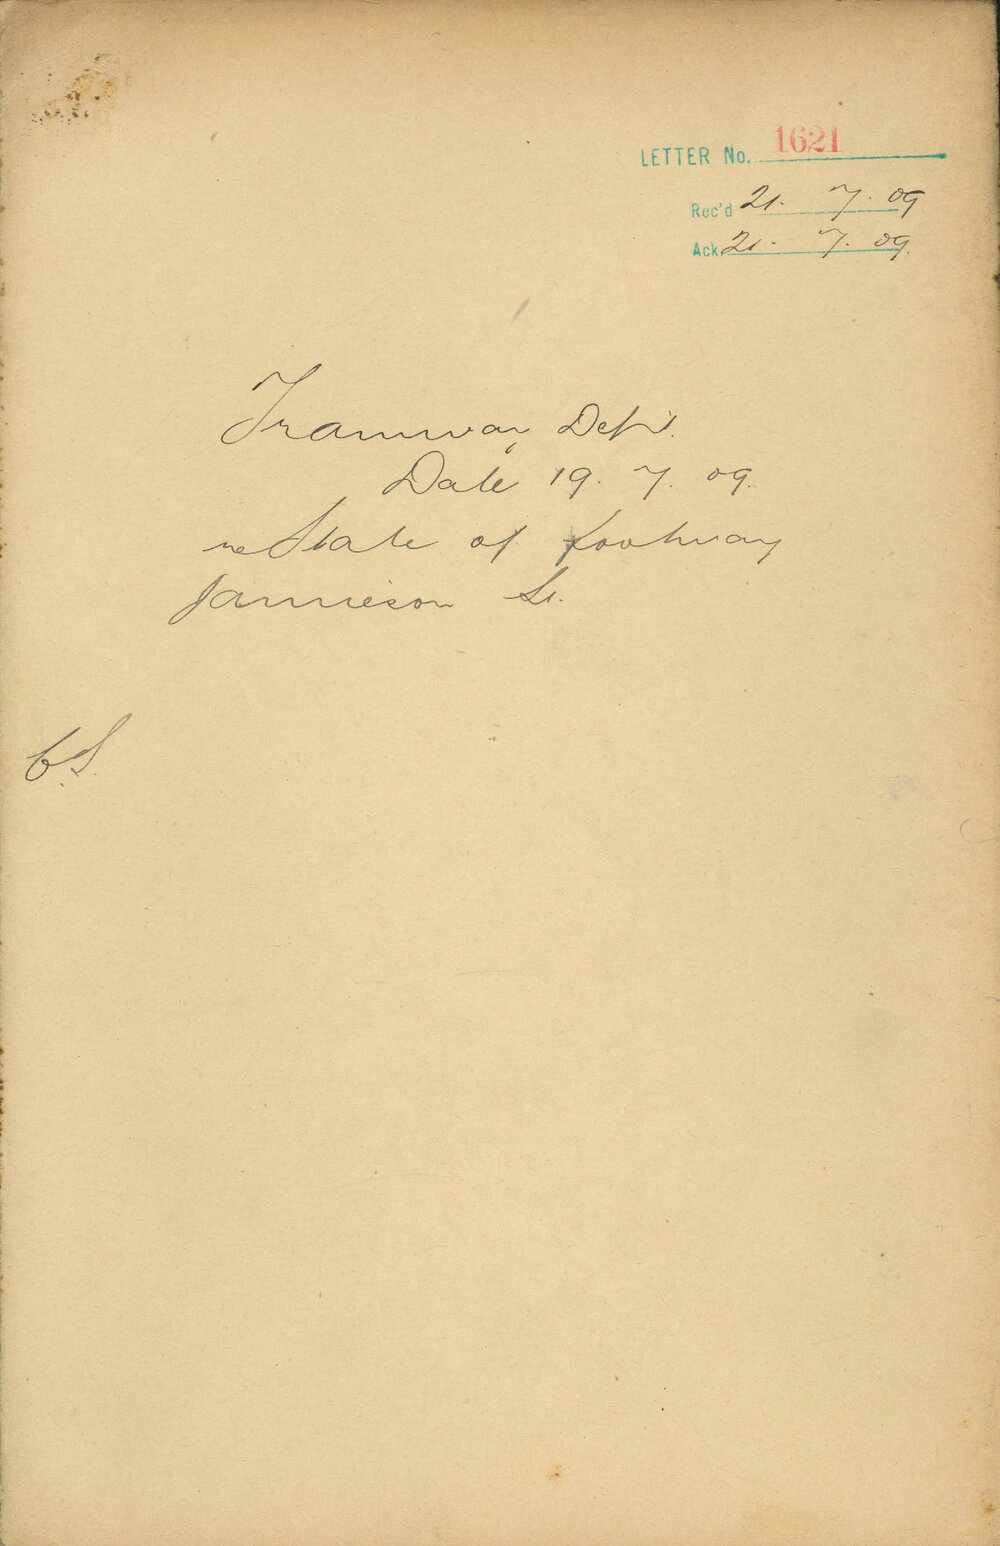 LETTER No. 1621
Rec'd 21. 7. 09
Ack. 21. 7. 09.
Tramway Dept.
Date 19. 7. 09.
re State of footway
Jamieson St.
C.S.